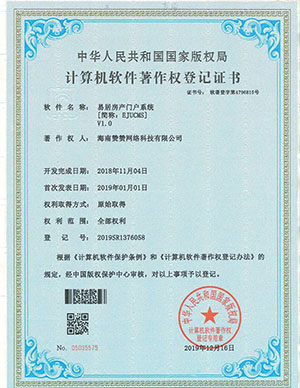 中华人民共和国国家版权局
计算机软件著作权登记证书
证书号： 软著登字第4796815号
软件名称： 易居房产门户系统
[简称：EJUCMS]
V1.0
著作权人： 海南赞赞网络科技有限公司
开发完成日期： 2018年11月04日
首次发表日期： 2019年01月01日
权利取得方式： 原始取得
权利范围： 全部权利
登记号： 2019SR1376058
根据《计算机软件保护条例》和《计算机软件著作权登记办法》的
规定，经中国版权保护中心审核，对以上事项予以登记。
中华人民共和国国家版权局
计算机软件著作权
登记专用章
No. 05035575
2019年12月16日